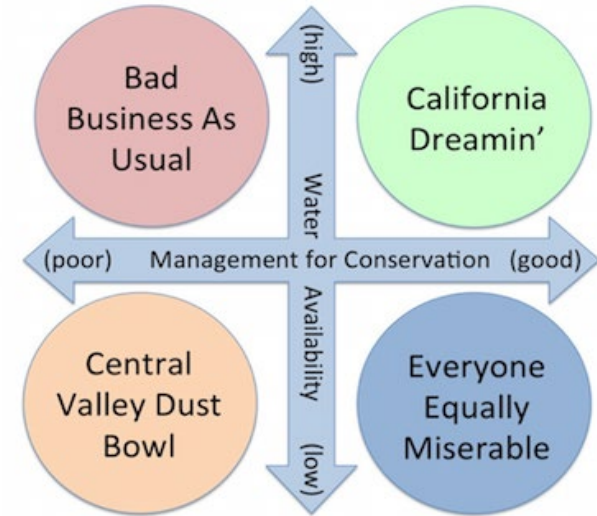 Bad
Business As
Usual
(high)
California
Dreamin’
Water
(poor) Management for Conservation (good)
Availability
Central
Valley Dust
Bowl
Everyone
Equally
Miserable
(low)